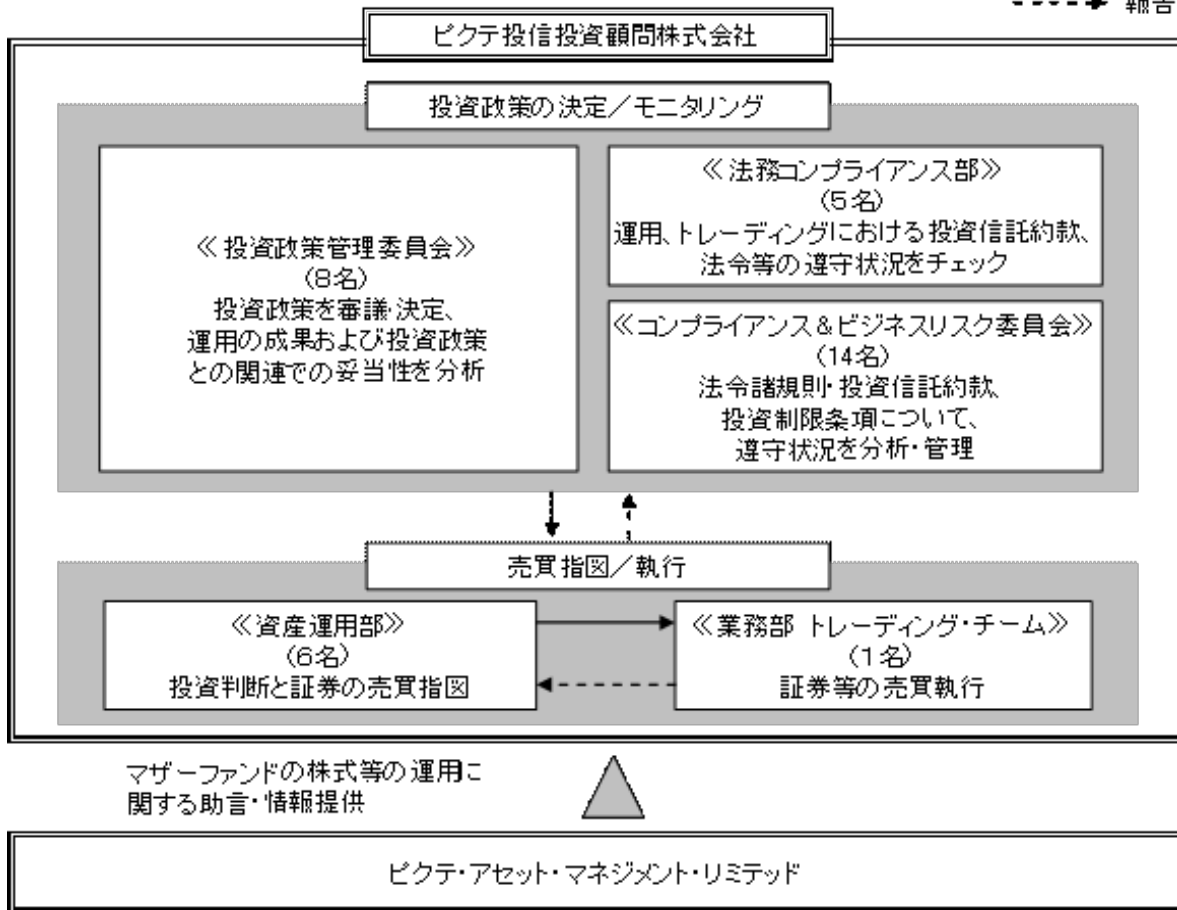 報告
ピクテ投信投資顧問株式会社
投資政策の決定／モニタリング
≪投資政策管理委員会≫
(8名)
投資政策を審議・決定、
運用の成果および投資政策
との関連での妥当性を分析
≪法務コンプライアンス部≫
(5名)
運用、トレーディングにおける投資信託約款、
法令等の遵守状況をチェック
≪コンプライアンス＆ビジネスリスク委員会≫
(14名)
法令諸規則・投資信託約款、
投資制限条項について、
遵守状況を分析・管理
売買指図／執行
≪資産運用部≫
(6名)
投資判断と証券の売買指図
≪業務部 トレーディング・チーム≫
(1名)
証券等の売買執行
マザーファンドの株式等の運用に
関する助言・情報提供
ピクテ・アセット・マネジメント・リミテッド